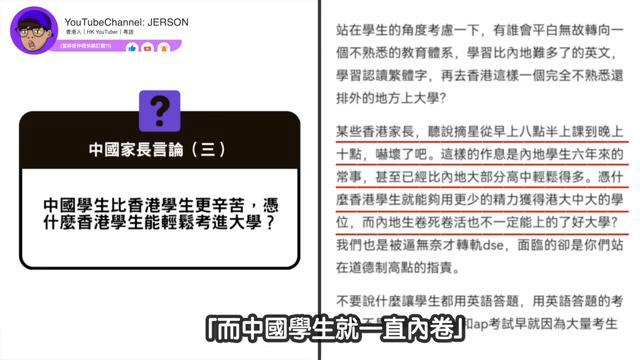 YouTubeChannel: JERSON
香港人｜HK YouTuber｜粵語
中國家長言論（三）
中國學生比香港學生更辛苦，憑
什麼香港學生能輕鬆考進大學？
站在學生的角度考慮一下，有誰會平白無故轉向一
個不熟悉的教育體系，學習比內地難多了的英文，
學習認讀繁體字，再去香港這樣一個完全不熟悉還
排外的地方上大學？
某些香港家長，聽說摘星從早上八點半上課到晚上
十點，嚇壞了吧。這樣的作息是內地學生六年來的
常事，甚至已經比內地大部分高中輕鬆得多。憑什
麼香港學生就能夠用更少的精力獲得港大中大的學
位，而內地生卷死卷活也不一定能上的了好大學？
我們也是被逼無奈才轉軌dse，面臨的卻是你們站
在道德制高點的指責。
不要說什麼讓學生都用英語答題，用英語答題的考
和ap考試早就因為大量考生
「而中國學生就一直內卷」